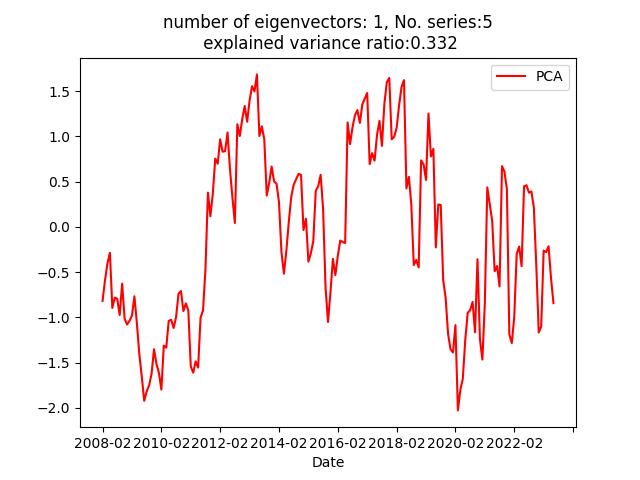 number of eigenvectors: 1, No. series:5
explained variance ratio:0.332
PCA
1.5
1.0
0.5
0.0
−0.5
−1.0
−1.5
−2.0
2008-02 2010-02 2012-02 2014-02 2016-02 2018-02 2020-02 2022-02
Date